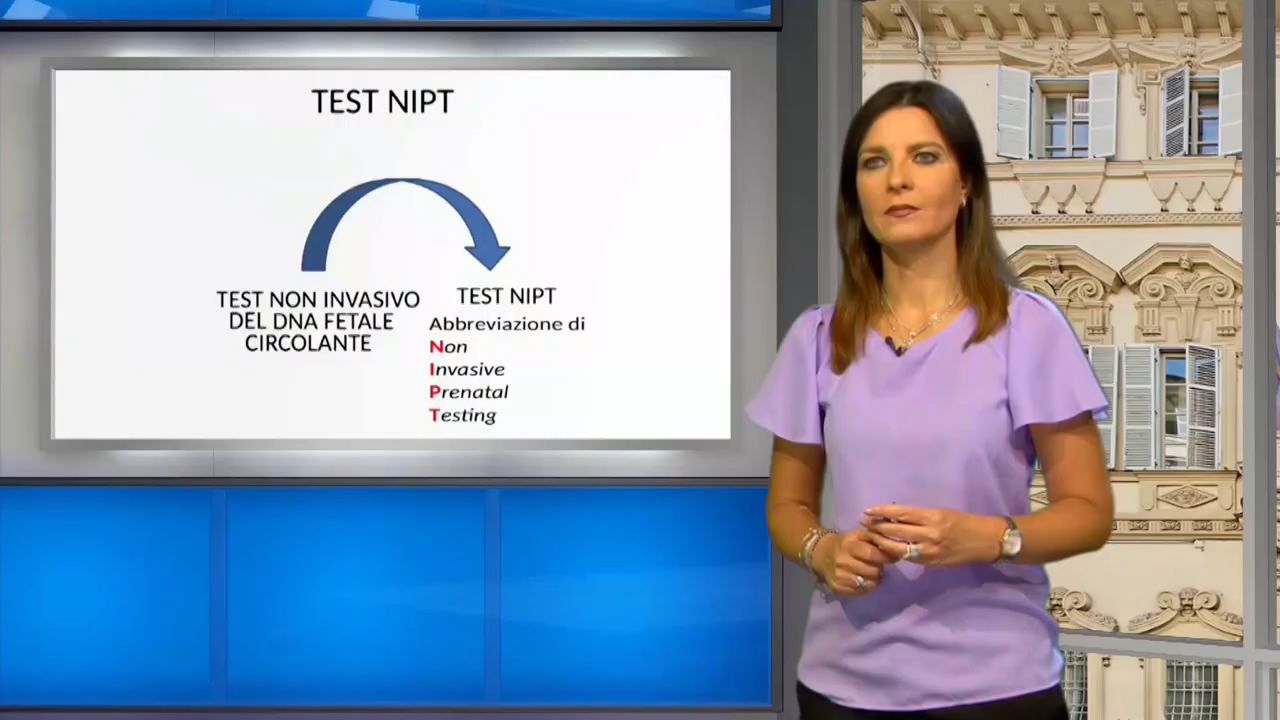 TEST NIPT
TEST NON INVASIVO
DEL DNA FETALE
CIRCOLANTE
TEST NIPT
Abbreviazione di
Non
Invasive
Prenatal
Testing